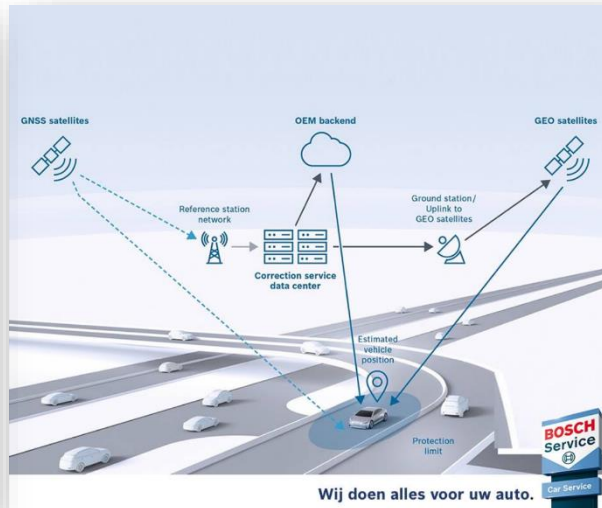 GNSS satellites
OEM backend
GEO satellites
Reference station
network
Ground station/
Uplink to
GEO satellites
Correction service
data center
Estimated
vehicle
position
Protection
limit
BOSCH
Service
Car Service
Wij doen alles voor uw auto.